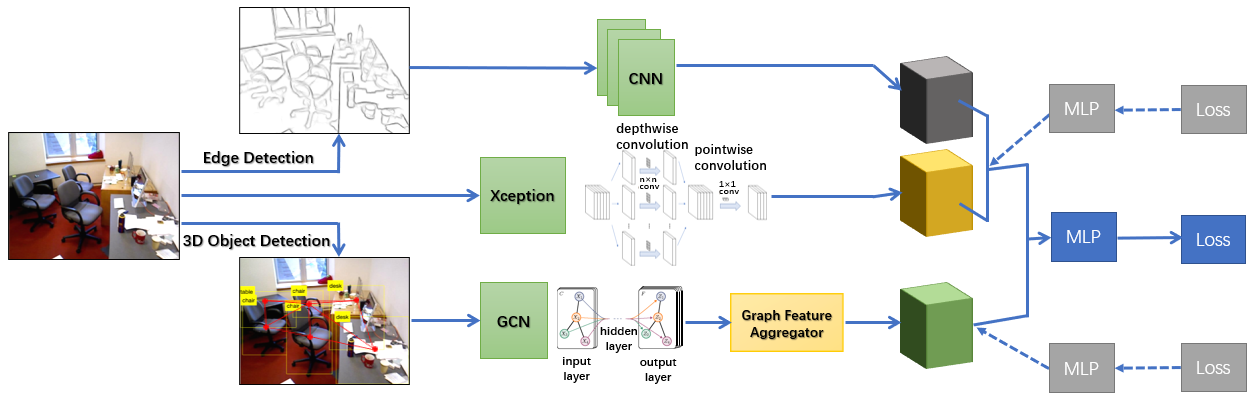 CNN
MLP
Loss
depthwise
convolution
pointwise
convolution
Edge Detection
n×n
conv
1×1
conv
m
Xception
3D Object Detection
MLP
Loss
table
chair
chair
chair
desk
desk
GCN
hidden
layer
input
layer
output
layer
Graph Feature
Aggregator
MLP
Loss